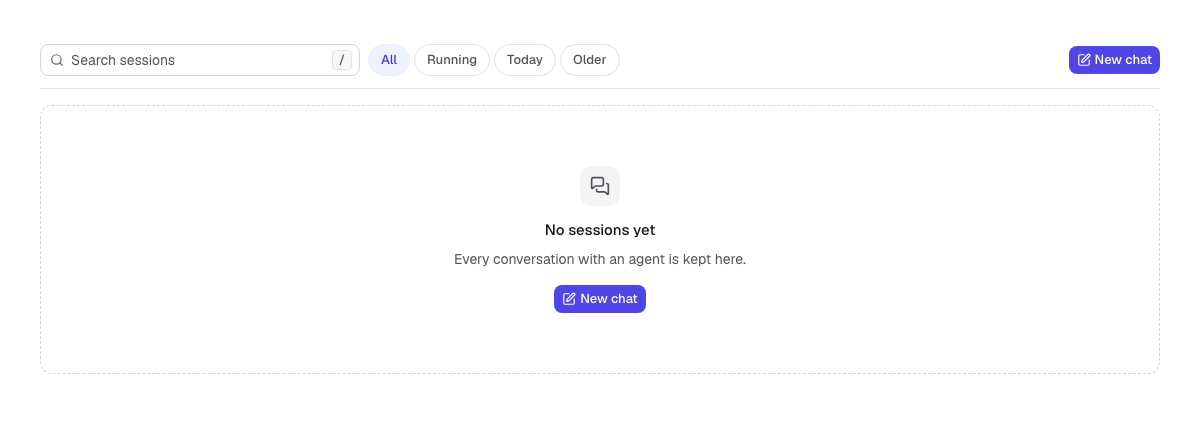 Search sessions / All Running Today Older New chat
No sessions yet
Every conversation with an agent is kept here.
New chat